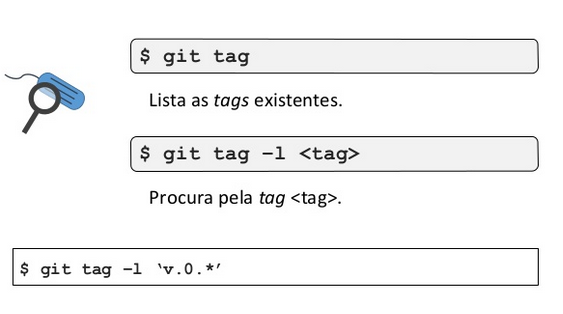 $ git tag
Lista as tags existentes.
$ git tag –l <tag>
Procura pela tag <tag>.
$ git tag –l ‘v.0.*’